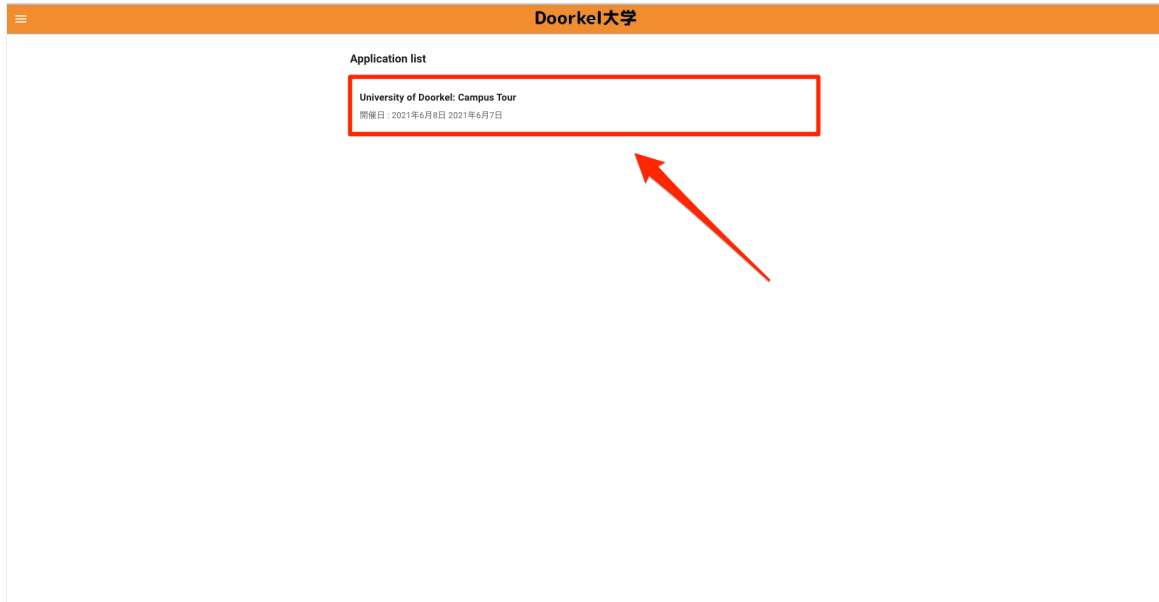 Doorkel大学
Application list
University of Doorkel: Campus Tour
開催日 : 2021年6月8日 2021年6月7日